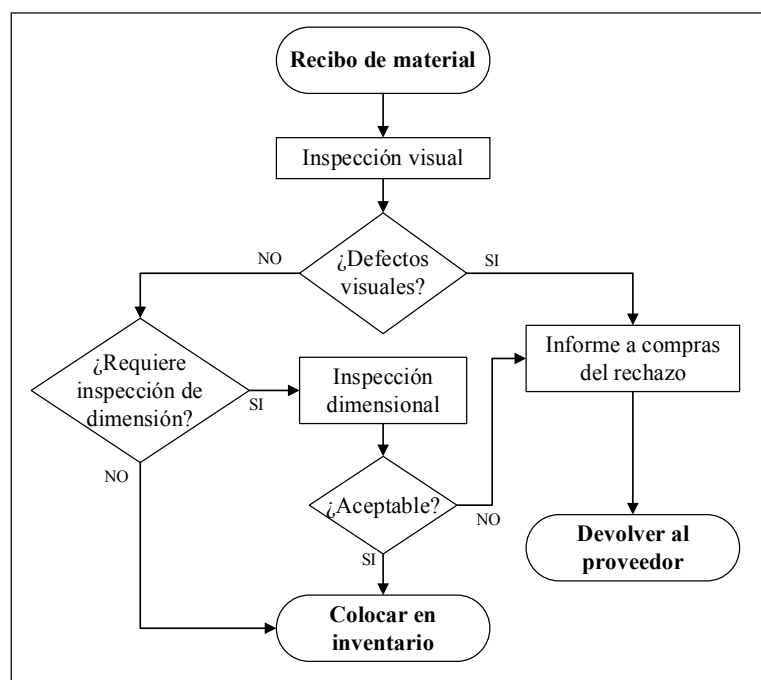 Recibo de material
Inspección visual
¿Defectos
visuales?
NO
SI
¿Requiere
inspección de
dimensión?
SI
NO
Inspección
dimensional
Informe a compras
del rechazo
¿Aceptable?
NO
SI
Devolver al
proveedor
Colocar en
inventario